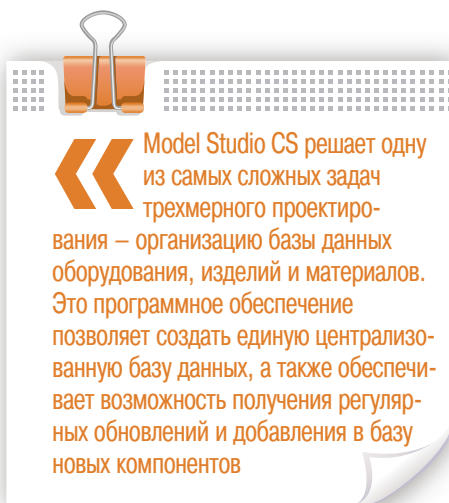 « Model Studio CS решает одну
из самых сложных задач
трехмерного проектиро-
вания – организацию базы данных
оборудования, изделий и материалов.
Это программное обеспечение
позволяет создать единую централизо-
ванную базу данных, а также обеспечи-
вает возможность получения регуляр-
ных обновлений и добавления в базу
новых компонентов